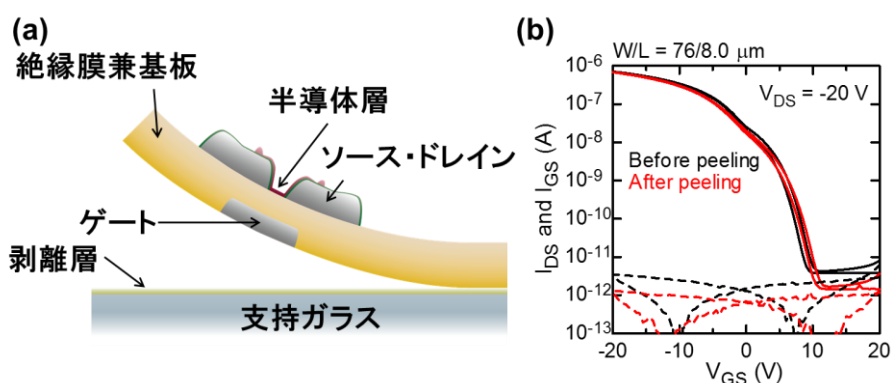 (a)
絶縁膜兼基板
半導体層
ソース・ドレイン
ゲート
剥離層
支持ガラス
(b)
W/L = 76/8.0 μm
V_DS = -20 V
Before peeling
After peeling
I_DS and I_GS (A)
10^-6
10^-7
10^-8
10^-9
10^-10
10^-11
10^-12
10^-13
-20 -10 0 10 20
V_GS (V)